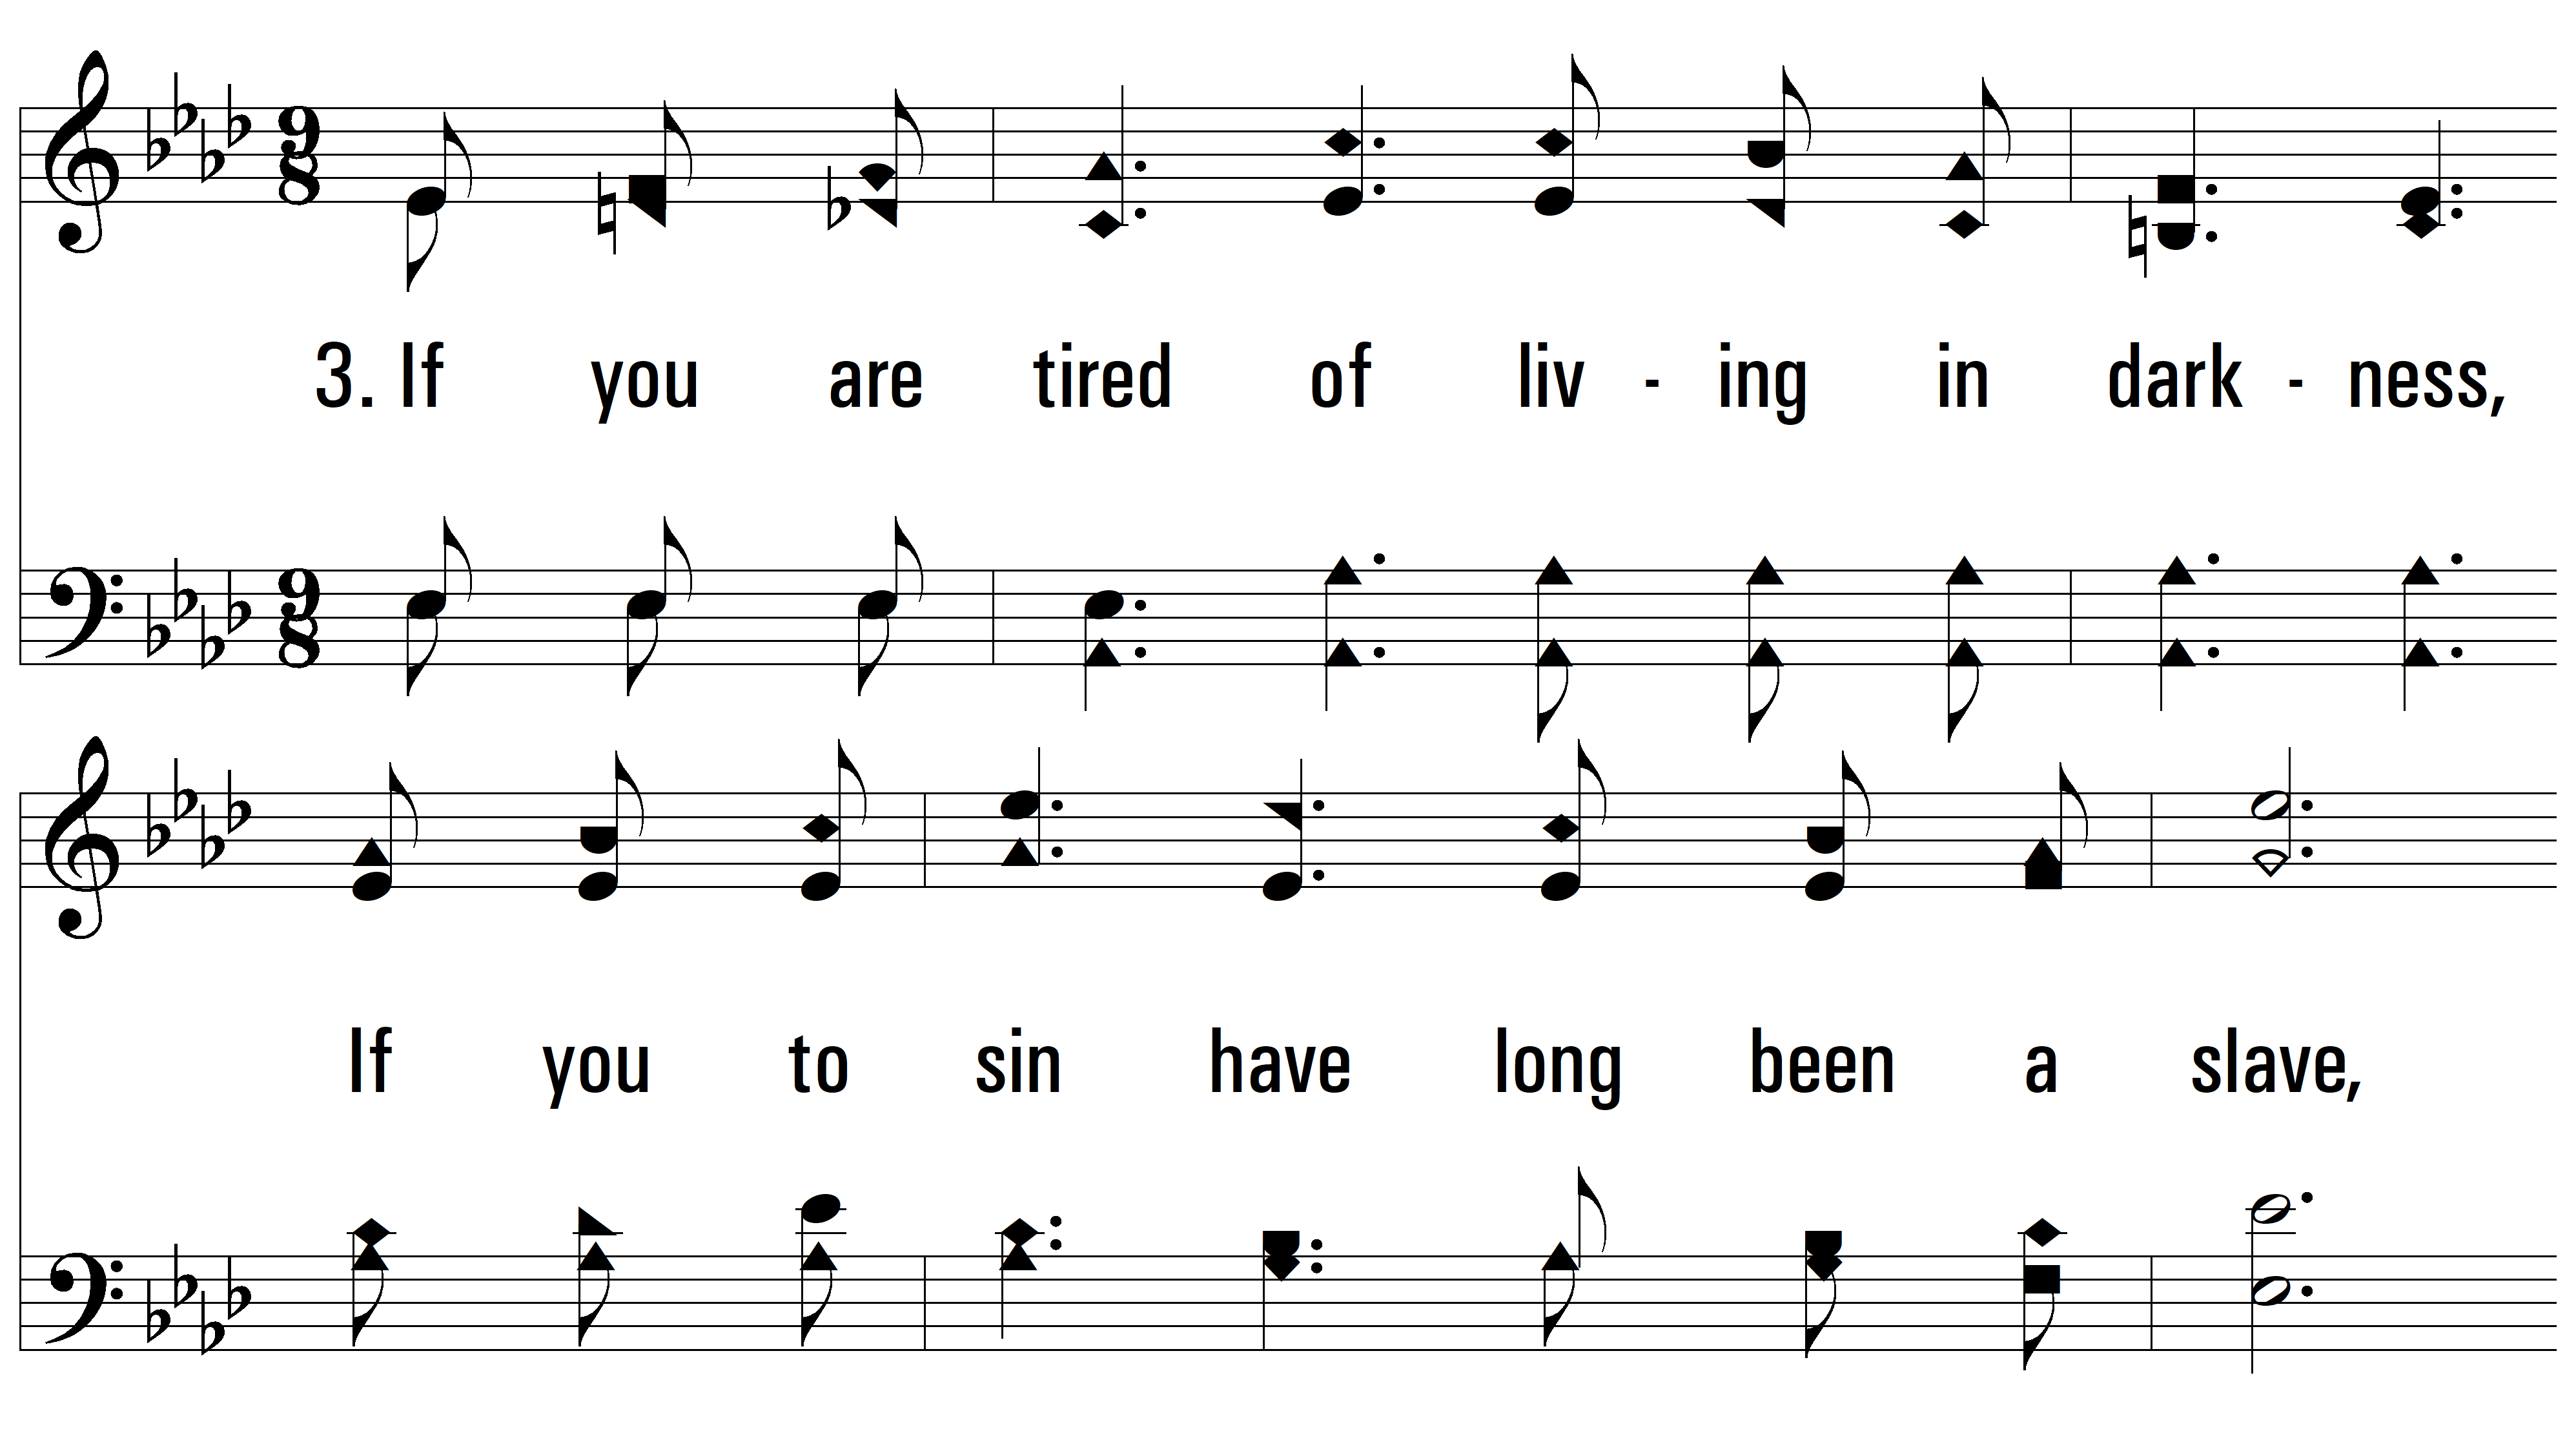 3. If you are tired of liv - ing in dark - ness,
If you to sin have long been a slave,